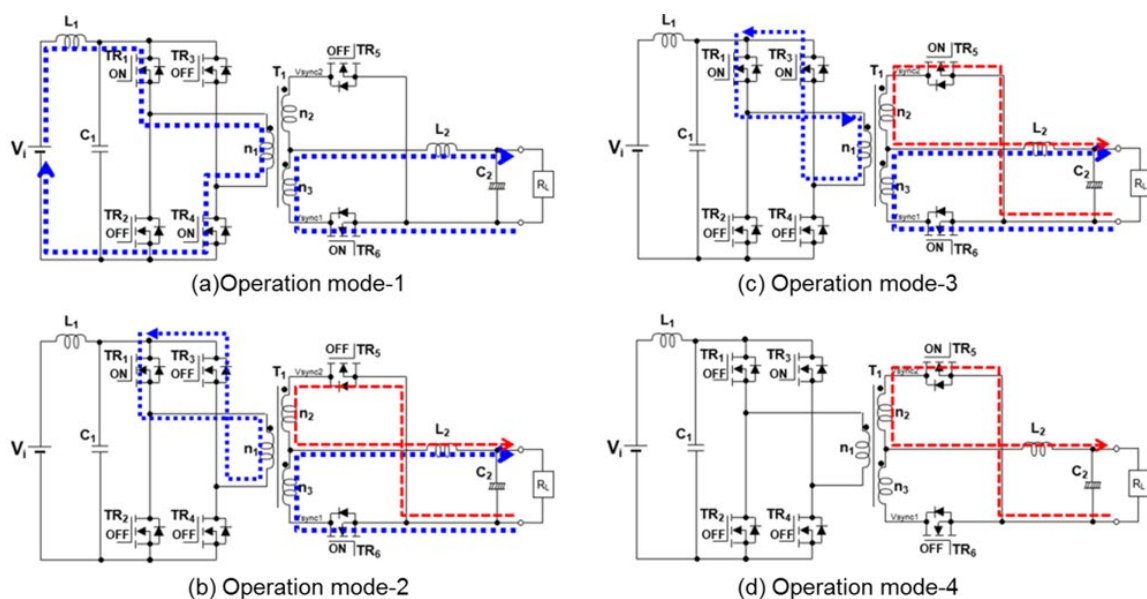 L1
TR1 TR3
ON OFF
OFF TR5
Vsync2
T1
n2
Vi
C1
n1
L2
C2
RL
n3
TR2 TR4
OFF ON
Vsync1
ON TR6
(a)Operation mode-1
L1
TR1 TR3
ON OFF
OFF TR5
Vsync2
T1
n2
Vi
C1
n1
L2
C2
RL
n3
TR2 TR4
OFF OFF
Vsync1
ON TR6
(b) Operation mode-2
L1
TR1 TR3
ON ON
ON TR5
Vsync2
T1
n2
Vi
C1
n1
L2
C2
RL
n3
TR2 TR4
OFF OFF
Vsync1
ON TR6
(c) Operation mode-3
L1
TR1 TR3
OFF ON
ON TR5
Vsync2
T1
n2
Vi
C1
n1
L2
C2
RL
n3
TR2 TR4
OFF OFF
Vsync1
OFF TR6
(d) Operation mode-4